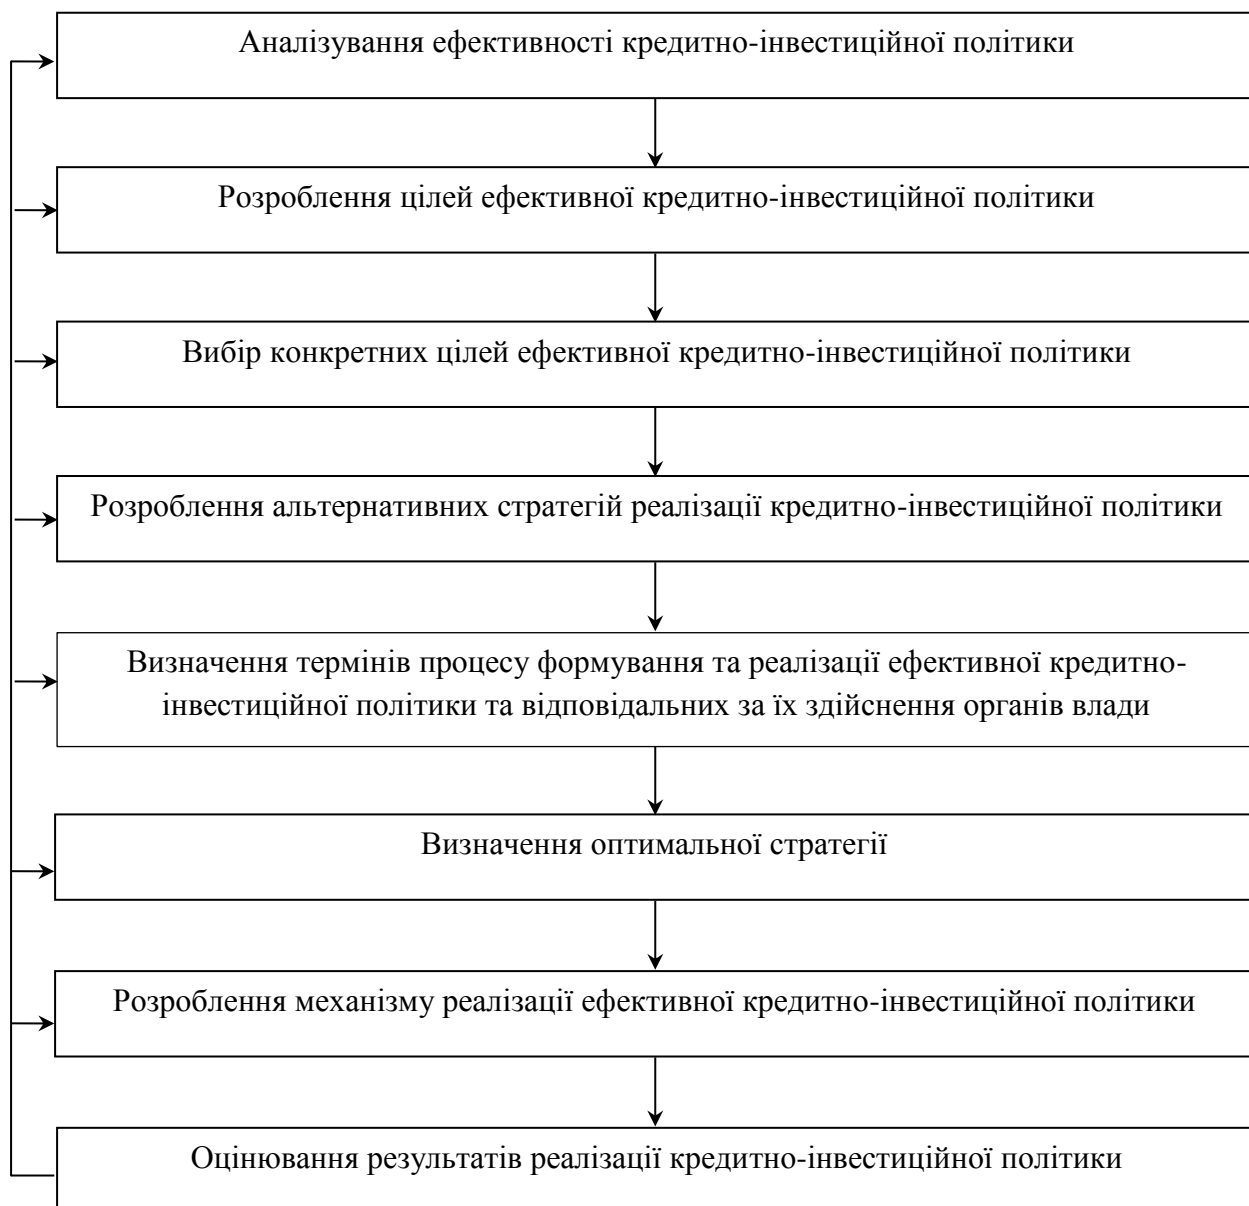 Аналізування ефективності кредитно-інвестиційної політики
Розроблення цілей ефективної кредитно-інвестиційної політики
Вибір конкретних цілей ефективної кредитно-інвестиційної політики
Розроблення альтернативних стратегій реалізації кредитно-інвестиційної політики
Визначення термінів процесу формування та реалізації ефективної кредитно-
інвестиційної політики та відповідальних за їх здійснення органів влади
Визначення оптимальної стратегії
Розроблення механізму реалізації ефективної кредитно-інвестиційної політики
Оцінювання результатів реалізації кредитно-інвестиційної політики